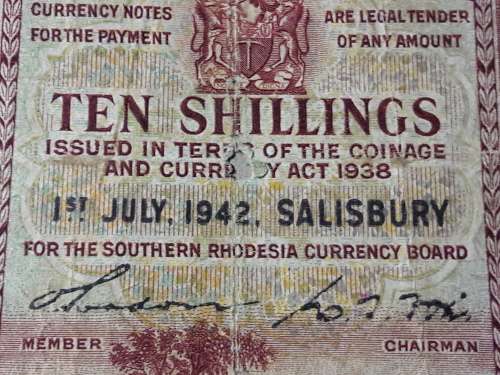 CURRENCY NOTES ARE LEGAL TENDER
FOR THE PAYMENT OF ANY AMOUNT
TEN SHILLINGS
ISSUED IN TERMS OF THE COINAGE
AND CURRENCY ACT 1938
1ST JULY, 1942, SALISBURY
FOR THE SOUTHERN RHODESIA CURRENCY BOARD
MEMBER CHAIRMAN